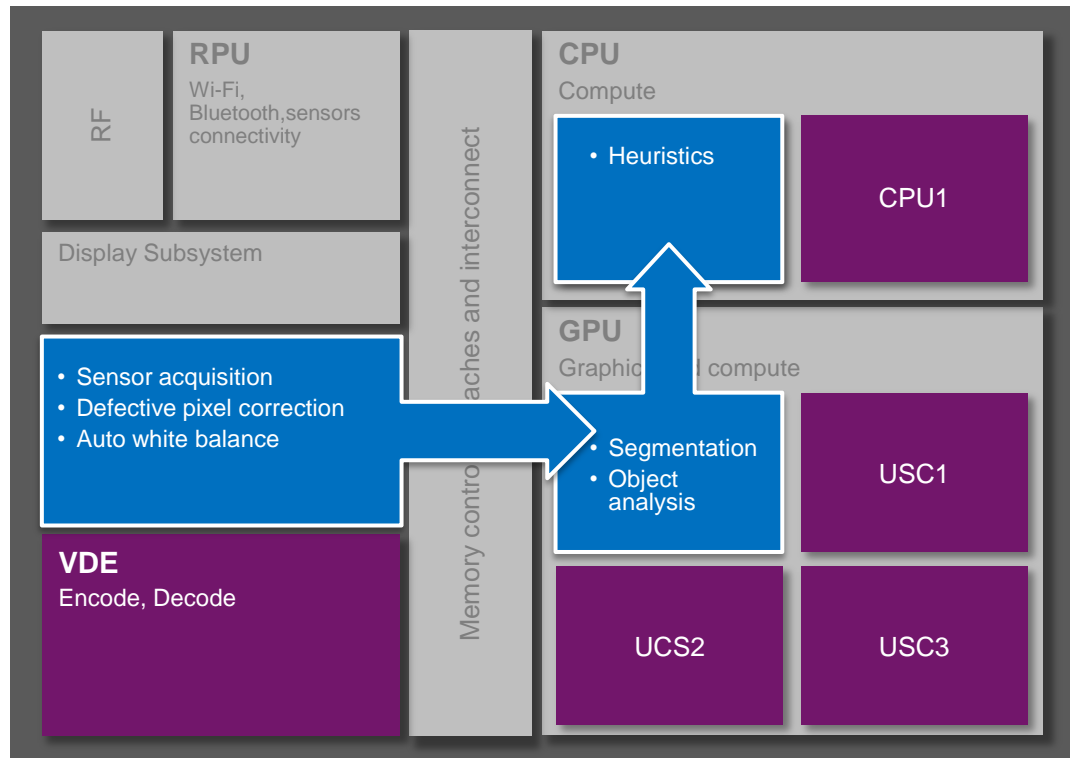 RF
RPU
Wi-Fi,
Bluetooth,sensors
connectivity
Display Subsystem
• Sensor acquisition
• Defective pixel correction
• Auto white balance
VDE
Encode, Decode
Memory contro aches and interconnect
CPU
Compute
• Heuristics
CPU1
GPU
Graphic d compute
• Segmentation
• Object
analysis
USC1
UCS2
USC3